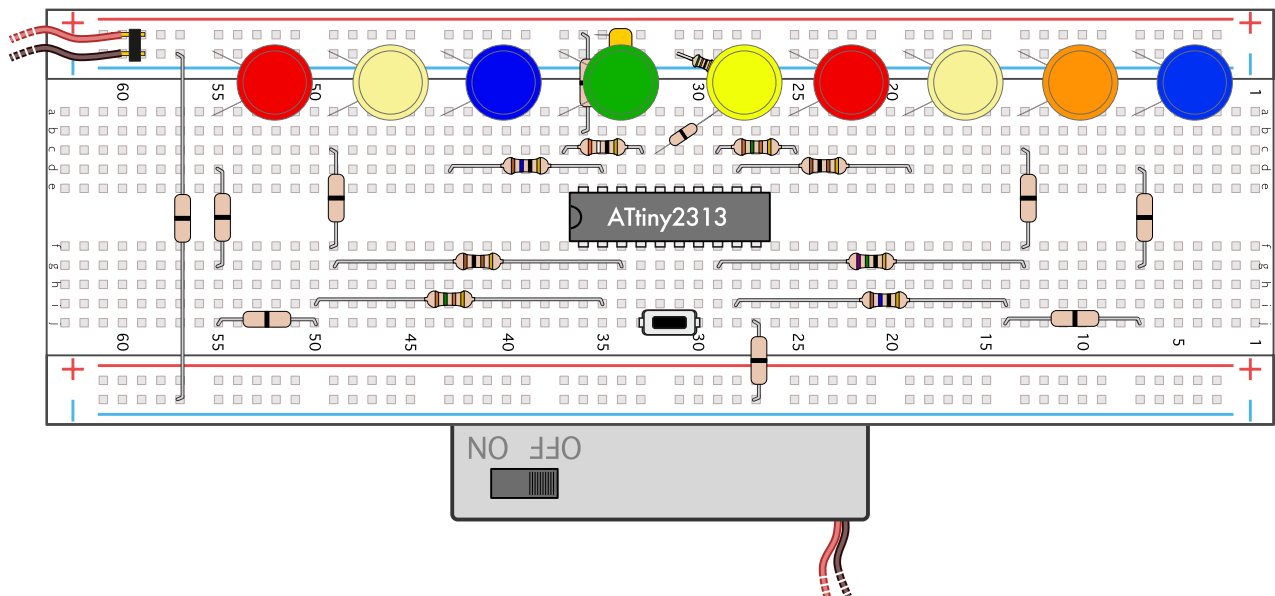 + +
60 55 50 30 25 20 1
a a
b b
c c
d d
e e
ATtiny2313
f f
g g
h h
i i
j j
60 55 50 45 40 35 30 25 20 15 10 5 1
+ +
ON OFF